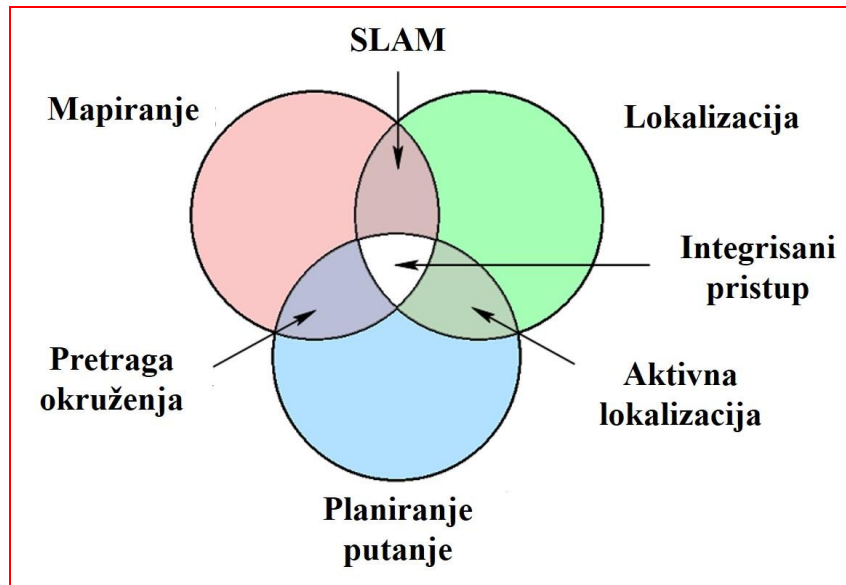 SLAM
Mapiranje
Lokalizacija
Integrisani
pristup
Pretraga
okruženja
Aktivna
lokalizacija
Planiranje
putanje